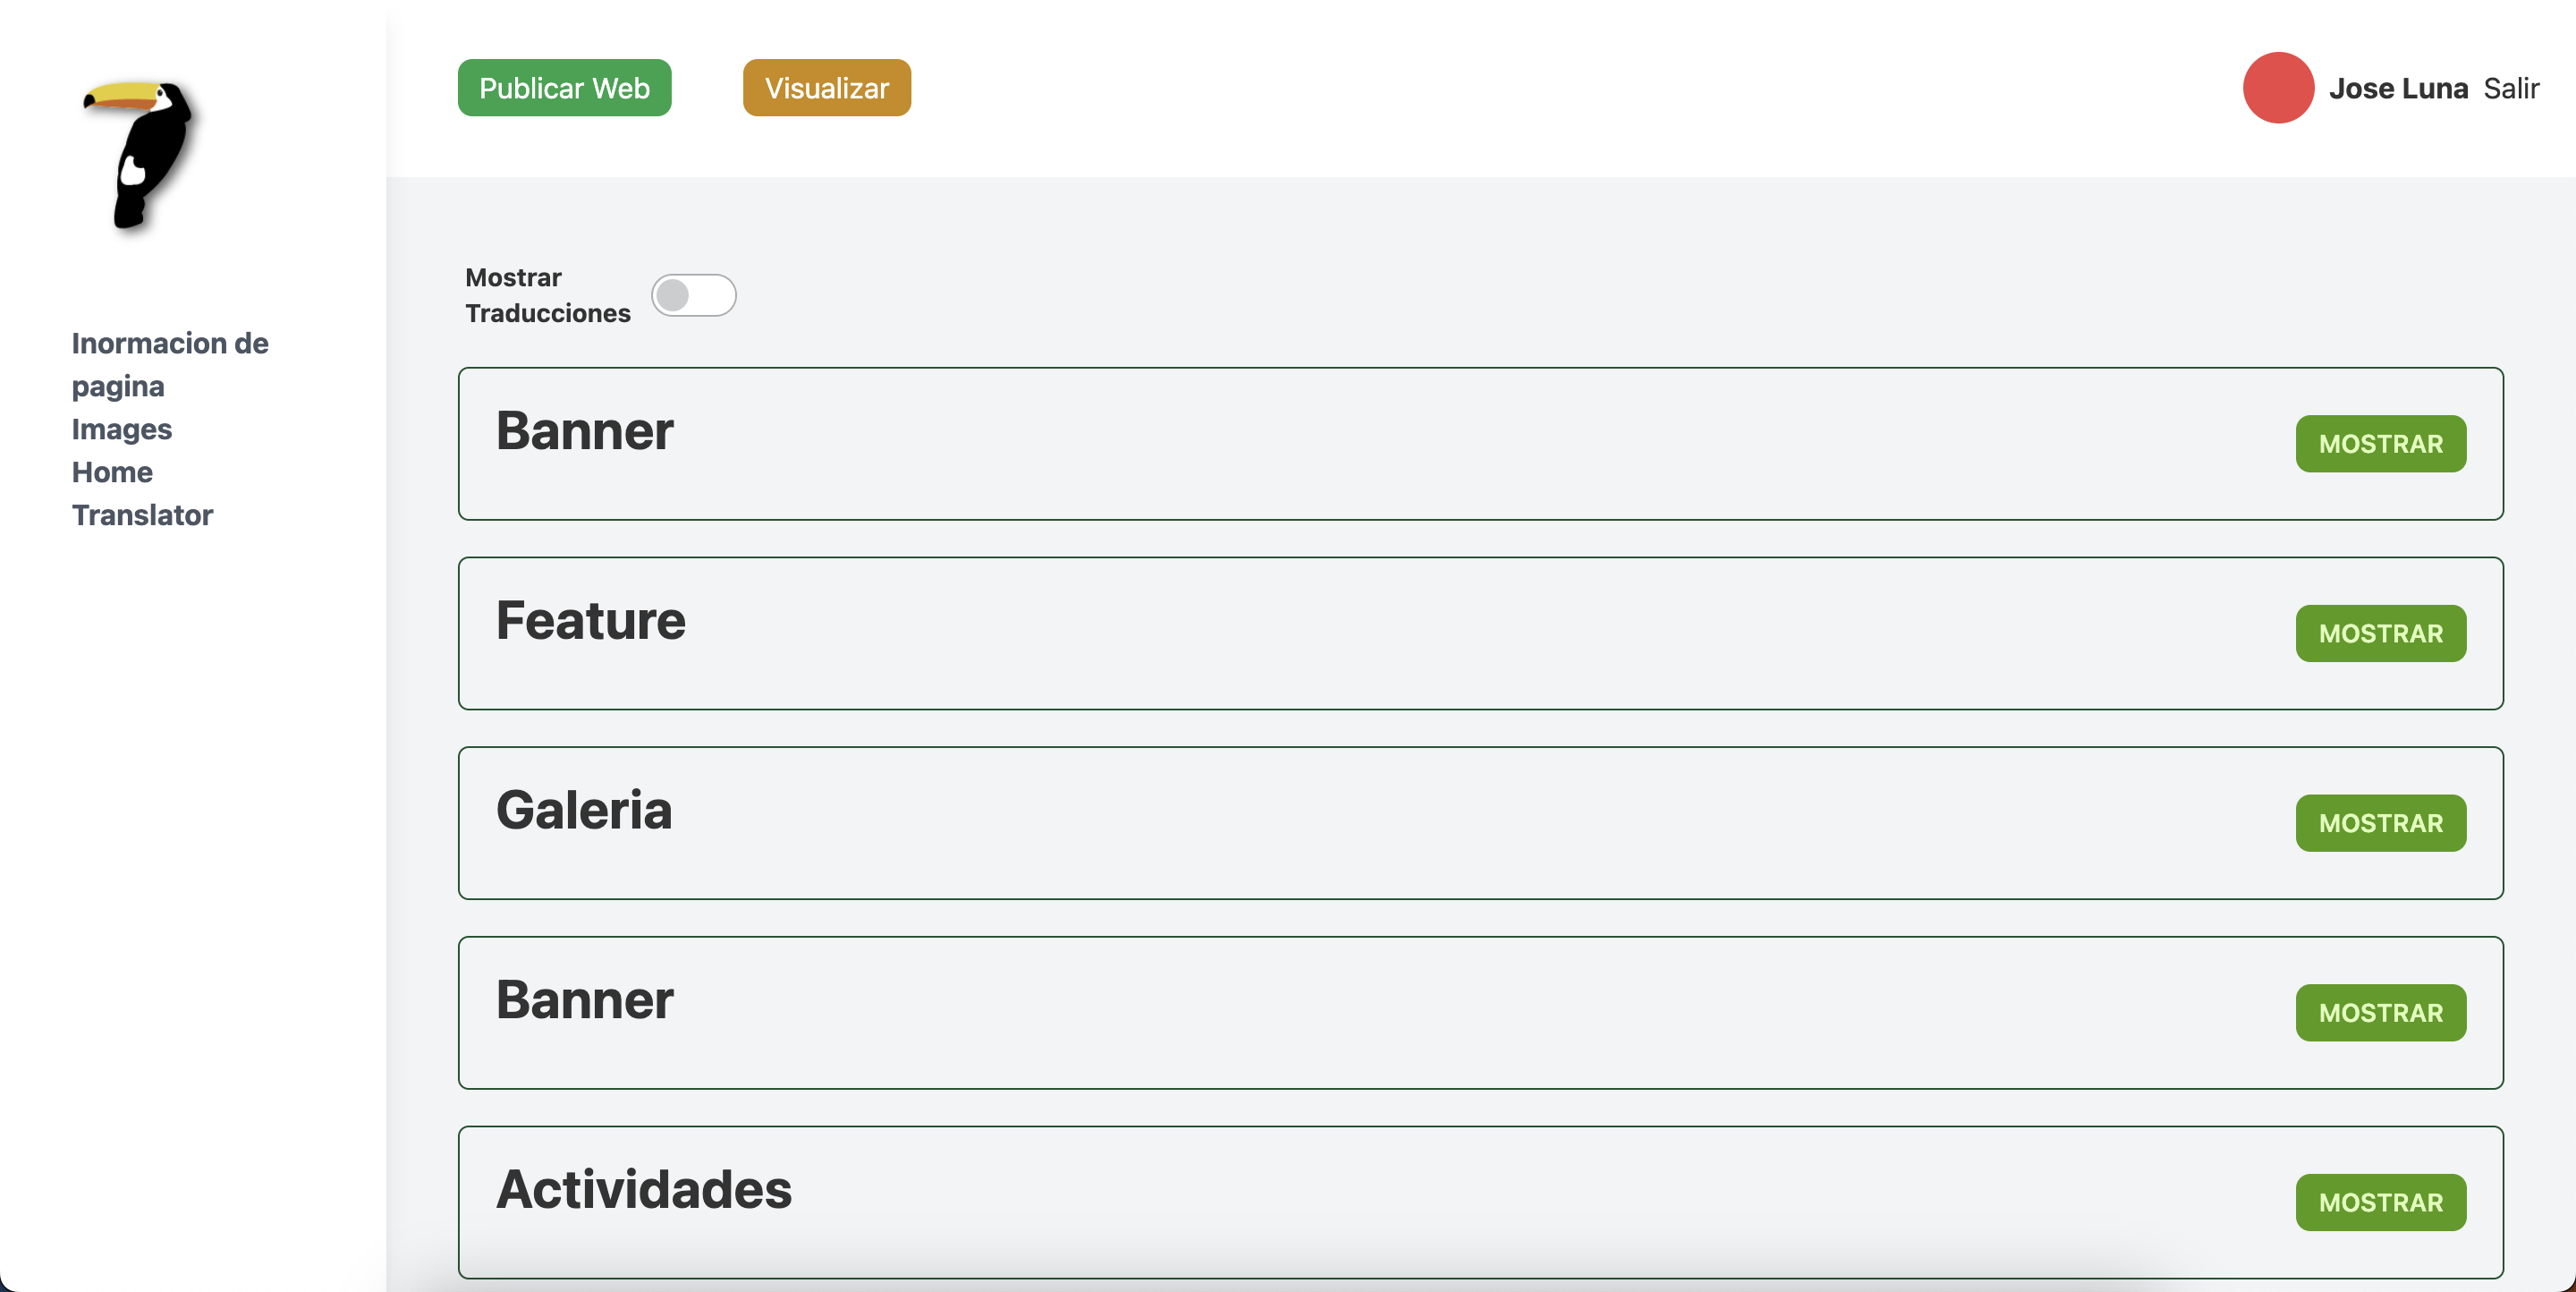 Publicar Web
Visualizar
Jose Luna Salir
Inormacion de
pagina
Images
Home
Translator
Mostrar
Traducciones
Banner
MOSTRAR
Feature
MOSTRAR
Galeria
MOSTRAR
Banner
MOSTRAR
Actividades
MOSTRAR